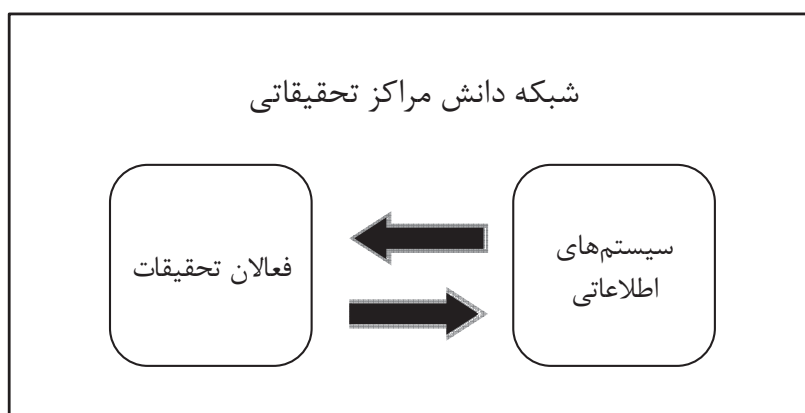 شبکه دانش مراکز تحقیقاتی
سیستم‌های
اطلاعاتی
فعالان تحقیقات